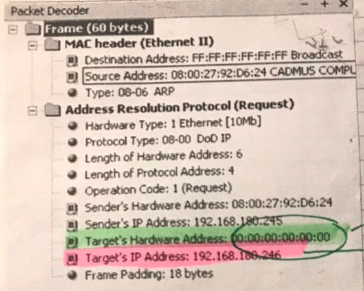 Packet Decoder
Frame (60 bytes)
MAC header (Ethernet II)
Destination Address: FF:FF:FF:FF:FF:FF Broadcast
Source Address: 08:00:27:92:D6:24 CADMUS COMPU
Type: 08-06 ARP
Address Resolution Protocol (Request)
Hardware Type: 1 Ethernet [10Mb]
Protocol Type: 08-00 DoD IP
Length of Hardware Address: 6
Length of Protocol Address: 4
Operation Code: 1 (Request)
Sender's Hardware Address: 08:00:27:92:D6:24
Sender's IP Address: 192.168.180.245
Target's Hardware Address: 00:00:00:00:00:00
Target's IP Address: 192.168.180.246
Frame Padding: 18 bytes